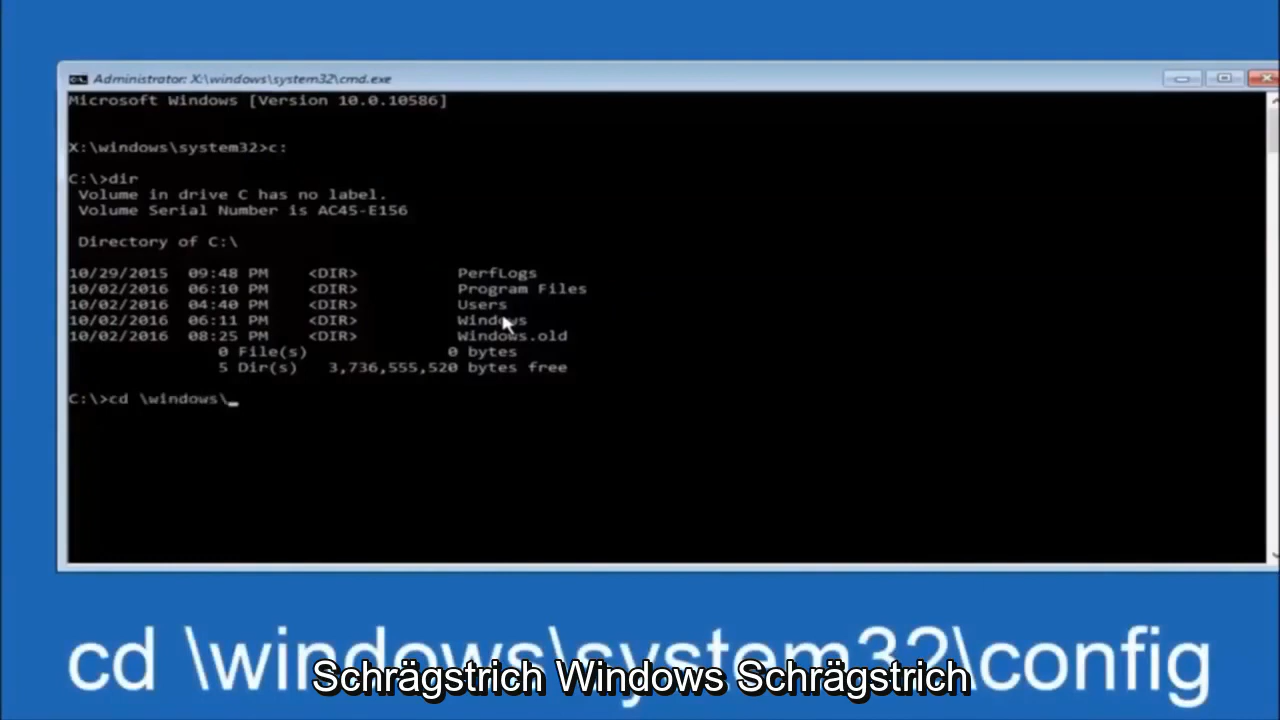 Administrator: X:\windows\system32\cmd.exe
Microsoft Windows [Version 10.0.10586]
X:\windows\system32>c:
C:\>dir
Volume in drive C has no label.
Volume Serial Number is AC45-E156
Directory of C:\
10/29/2015 09:48 PM <DIR> PerfLogs
10/02/2016 06:10 PM <DIR> Program Files
10/02/2016 04:40 PM <DIR> Users
10/02/2016 06:11 PM <DIR> Windows
10/02/2016 08:25 PM <DIR> Windows.old
0 File(s) 0 bytes
5 Dir(s) 3,736,555,520 bytes free
C:\>cd \windows\_
cd \windows\system32\config
Schrägstrich Windows Schrägstrich